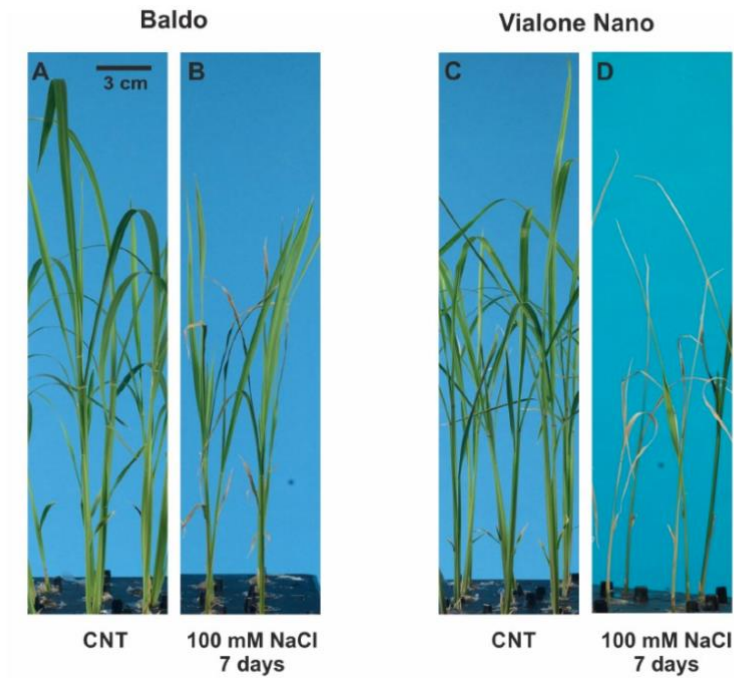 Baldo
Vialone Nano
A
3 cm
B
C
D
CNT
100 mM NaCl
7 days
CNT
100 mM NaCl
7 days